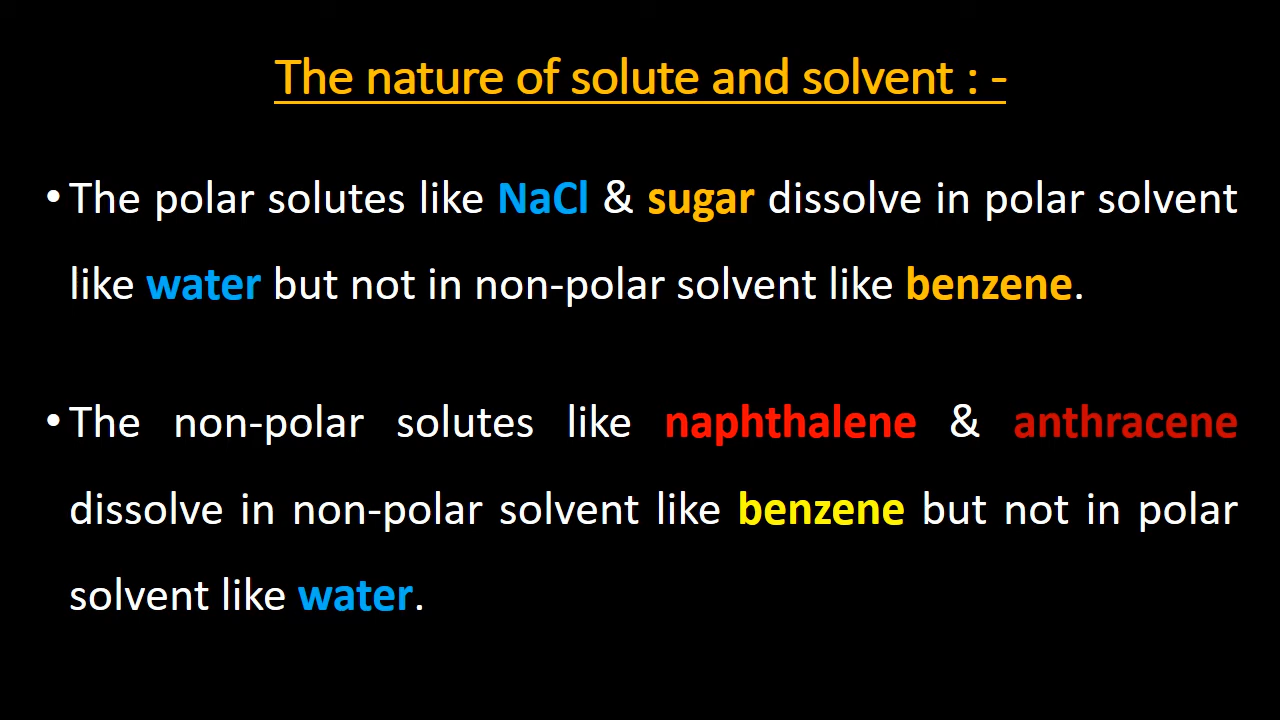 The nature of solute and solvent : -
• The polar solutes like NaCl & sugar dissolve in polar solvent
like water but not in non-polar solvent like benzene.
• The non-polar solutes like naphthalene & anthracene
dissolve in non-polar solvent like benzene but not in polar
solvent like water.